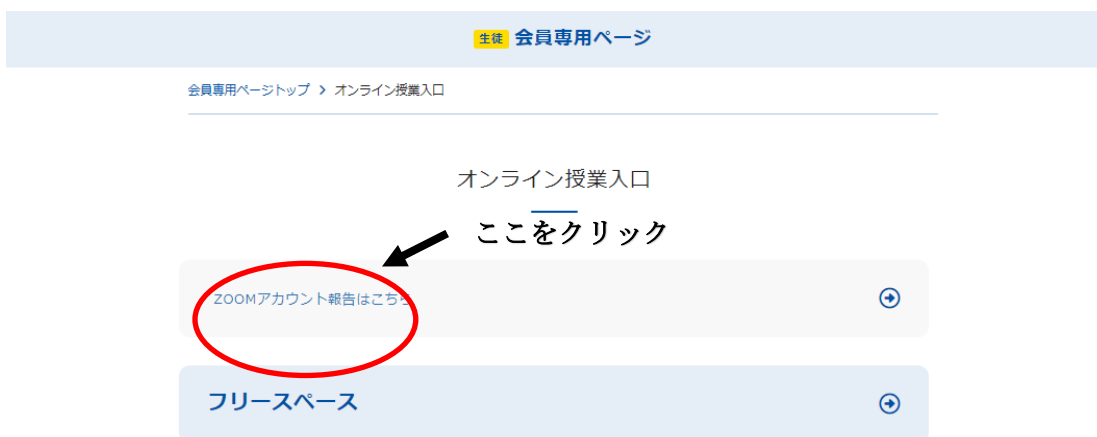 生徒 会員専用ページ
会員専用ページトップ > オンライン授業入口
オンライン授業入口
ここをクリック
ZOOMアカウント報告はこちら
フリースペース